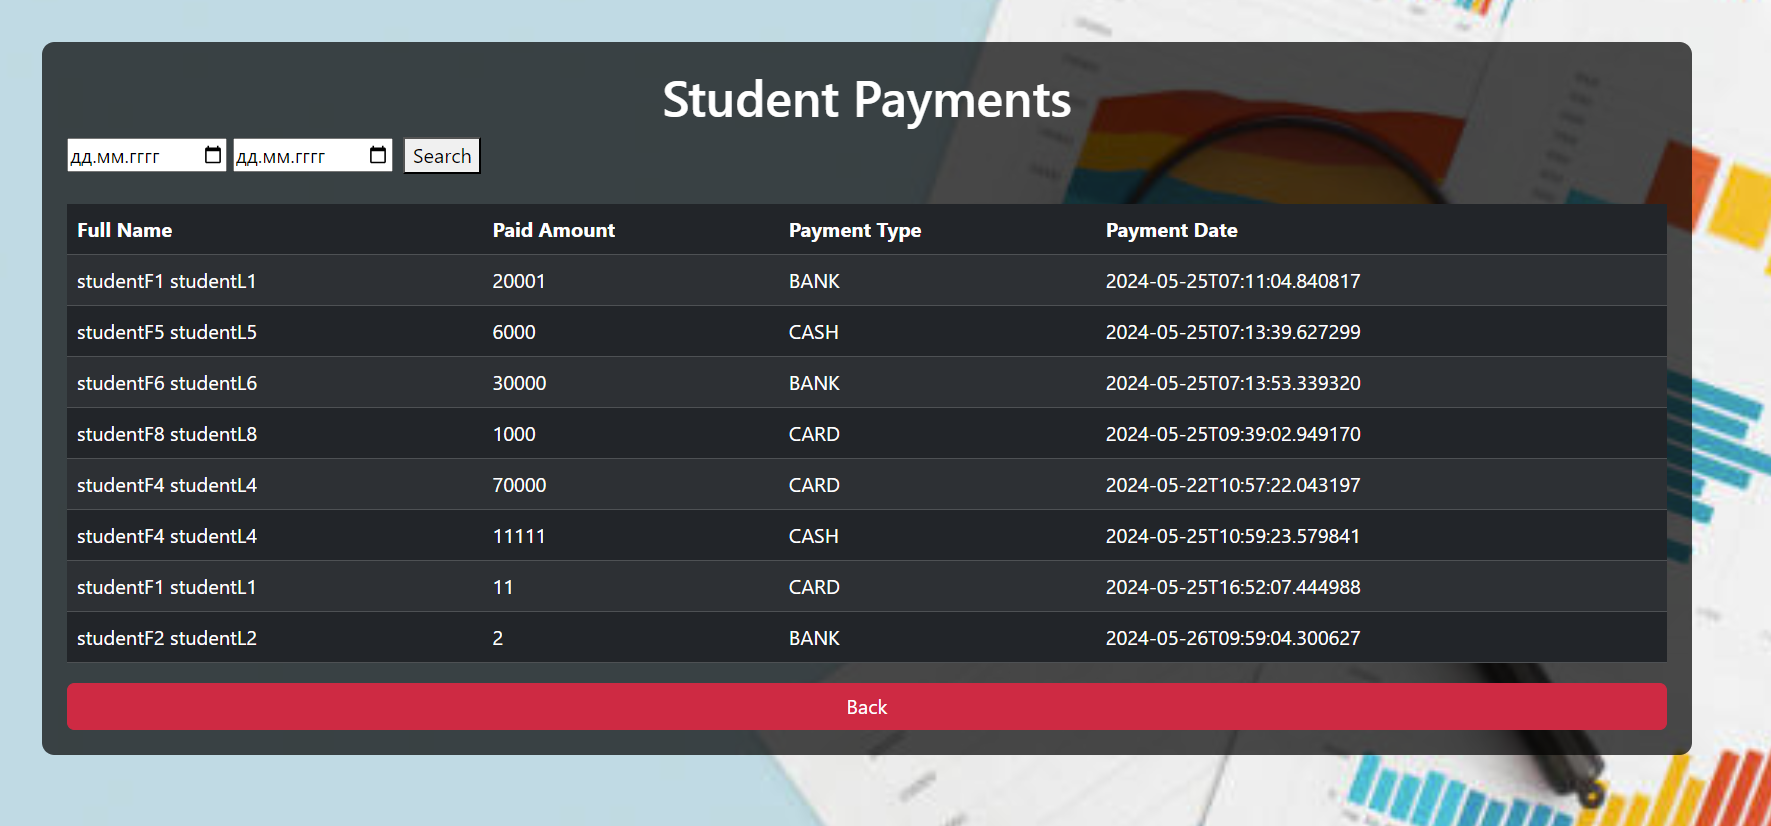 Student Payments
дд.мм.гггг дд.мм.гггг Search
Full Name Paid Amount Payment Type Payment Date
studentF1 studentL1 20001 BANK 2024-05-25T07:11:04.840817
studentF5 studentL5 6000 CASH 2024-05-25T07:13:39.627299
studentF6 studentL6 30000 BANK 2024-05-25T07:13:53.339320
studentF8 studentL8 1000 CARD 2024-05-25T09:39:02.949170
studentF4 studentL4 70000 CARD 2024-05-22T10:57:22.043197
studentF4 studentL4 11111 CASH 2024-05-25T10:59:23.579841
studentF1 studentL1 11 CARD 2024-05-25T16:52:07.444988
studentF2 studentL2 2 BANK 2024-05-26T09:59:04.300627
Back